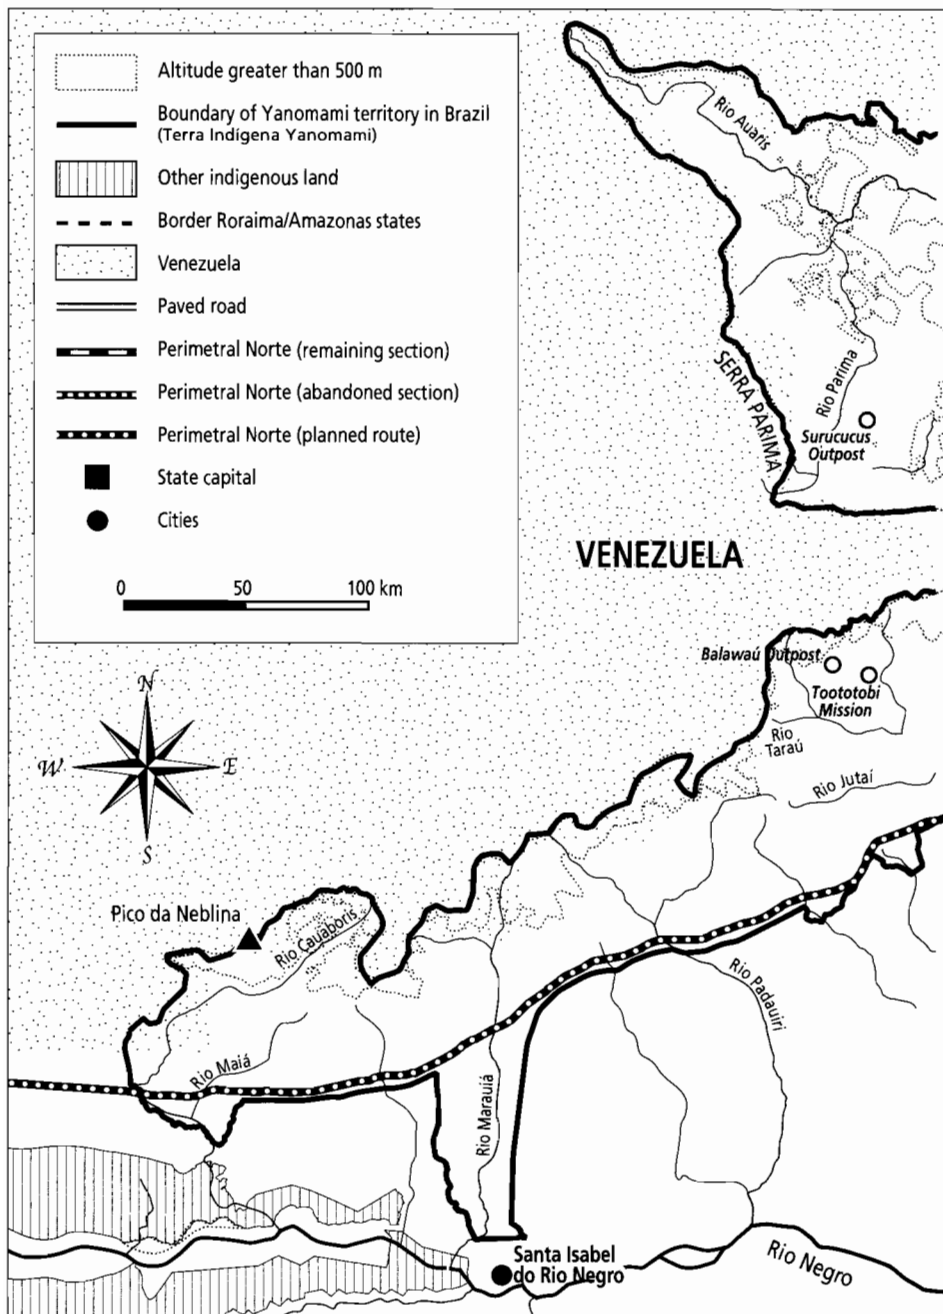 Altitude greater than 500 m
Boundary of Yanomami territory in Brazil
(Terra Indígena Yanomami)
Other indigenous land
Border Roraima/Amazonas states
Venezuela
Paved road
Perimetral Norte (remaining section)
Perimetral Norte (abandoned section)
Perimetral Norte (planned route)
State capital
Cities
0 50 100 km
Rio Auaris
SERRA PARIMA
Rio Parima
Surucucus
Outpost
VENEZUELA
Balawaú Outpost
Toototobi
Mission
Rio
Taraú
Rio Jutaí
N
W
E
S
Pico da Neblina
Rio Cauaboris
Rio Padauiri
Rio Maiá
Rio Marauiá
Santa Isabel
do Rio Negro
Rio Negro